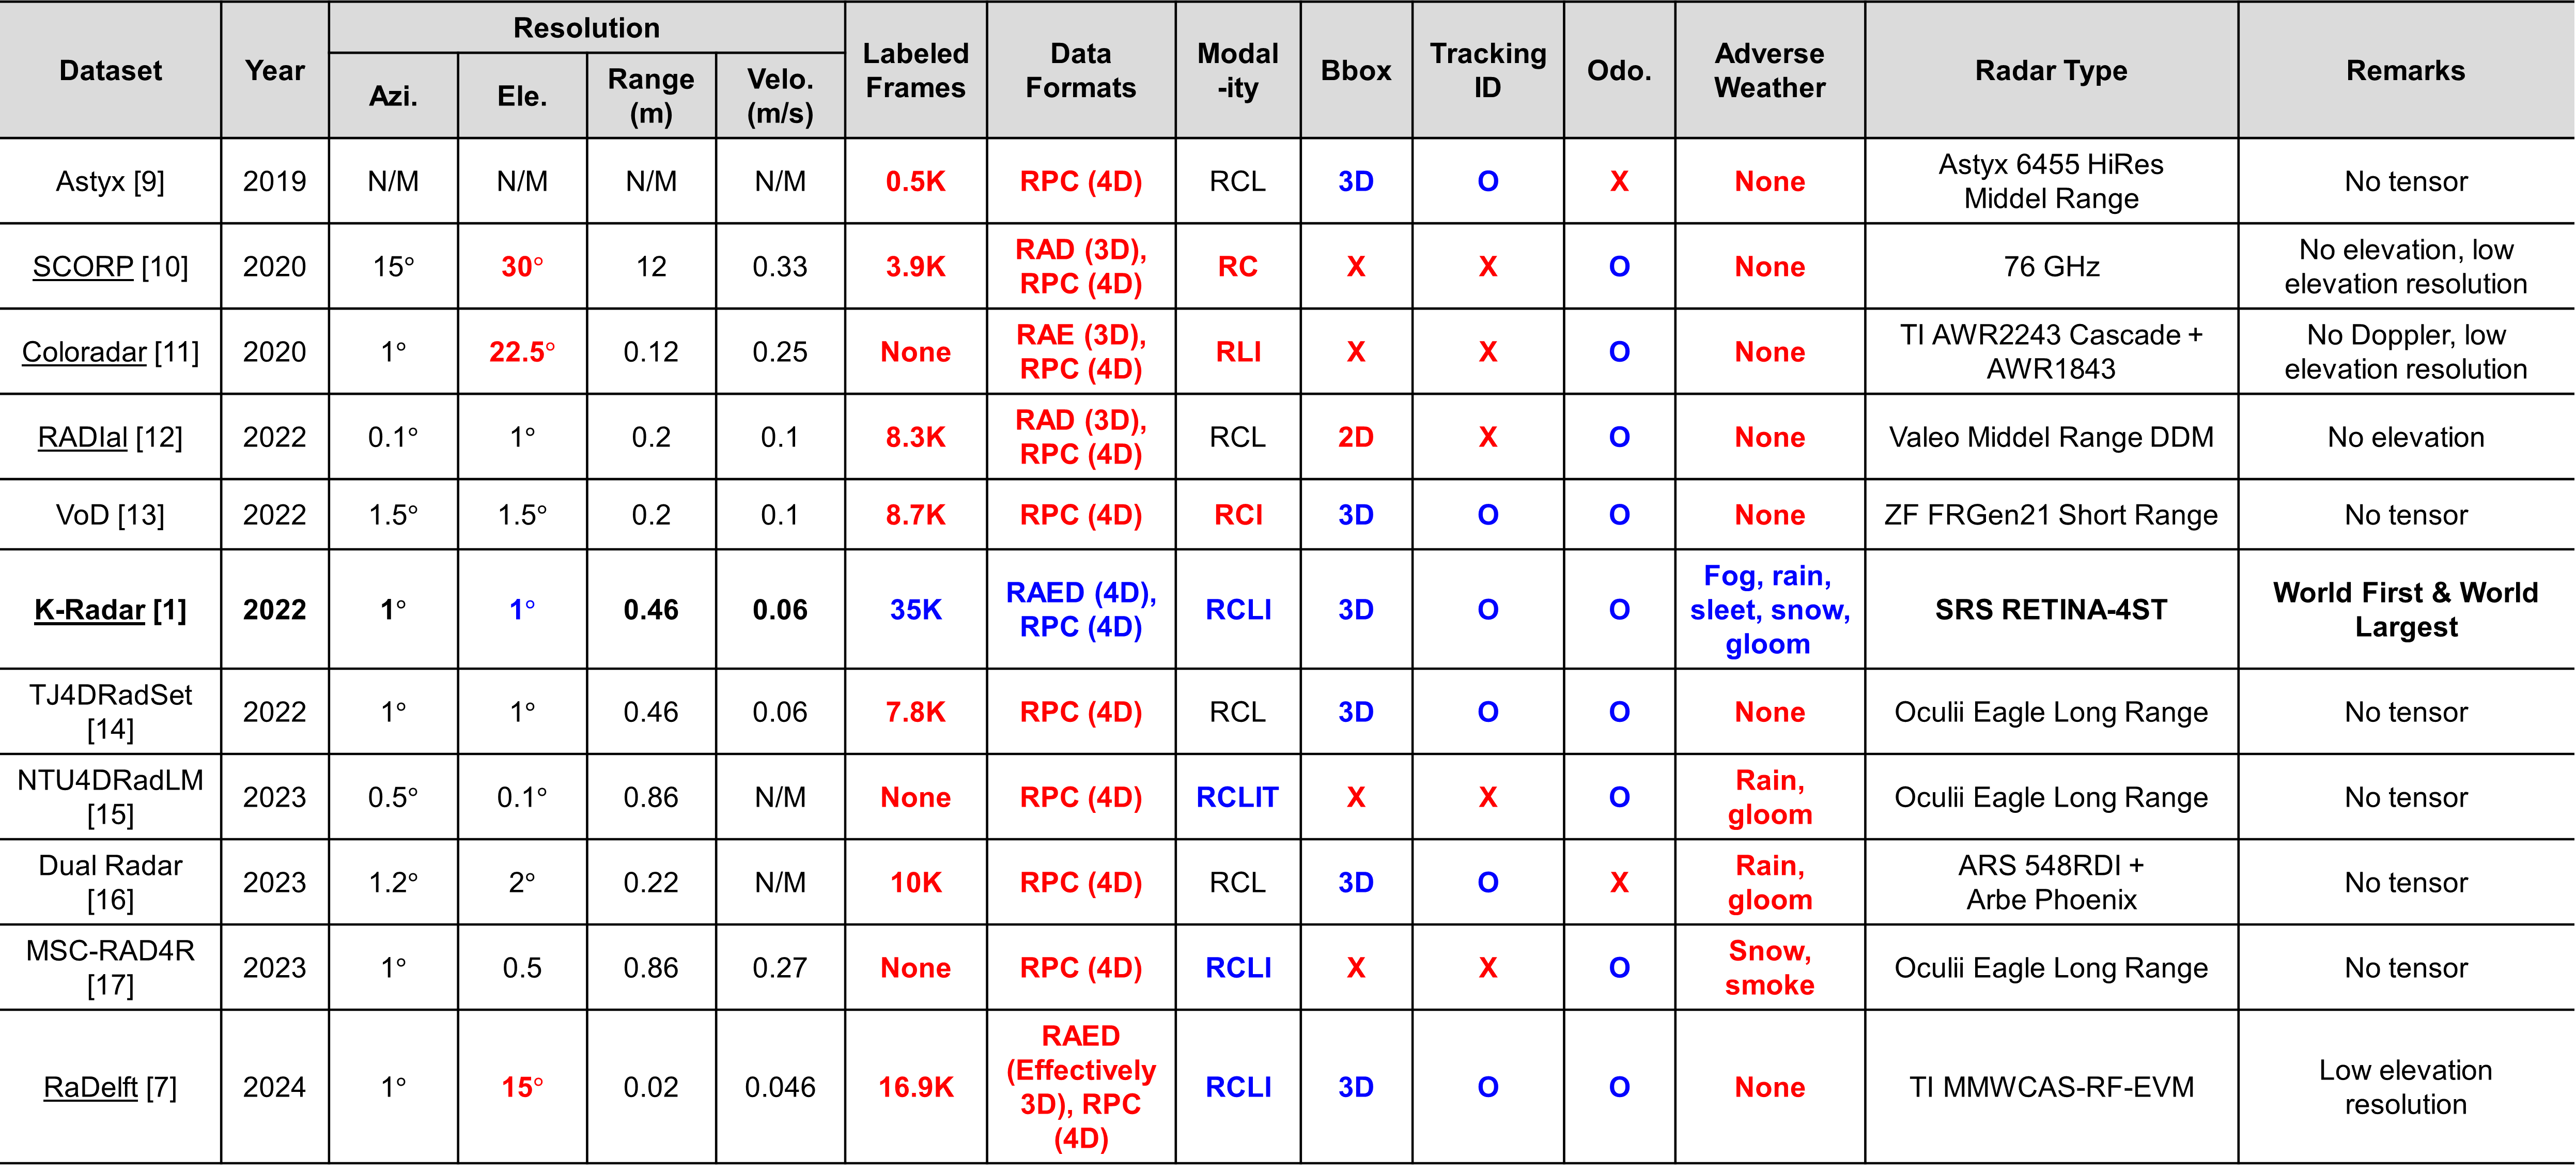 Dataset Year Resolution Labeled Frames Data Formats Modal-ity Bbox Tracking ID Odo. Adverse Weather Radar Type Remarks
Azi. Ele. Range (m) Velo. (m/s)
Astyx [9] 2019 N/M N/M N/M N/M 0.5K RPC (4D) RCL 3D O X None Astyx 6455 HiRes Middel Range No tensor
SCORP [10] 2020 15° 30° 12 0.33 3.9K RAD (3D), RPC (4D) RC X X O None 76 GHz No elevation, low elevation resolution
Coloradar [11] 2020 1° 22.5° 0.12 0.25 None RAE (3D), RPC (4D) RLI X X O None TI AWR2243 Cascade + AWR1843 No Doppler, low elevation resolution
RADIal [12] 2022 0.1° 1° 0.2 0.1 8.3K RAD (3D), RPC (4D) RCL 2D X O None Valeo Middel Range DDM No elevation
VoD [13] 2022 1.5° 1.5° 0.2 0.1 8.7K RPC (4D) RCI 3D O O None ZF FRGen21 Short Range No tensor
K-Radar [1] 2022 1° 1° 0.46 0.06 35K RAED (4D), RPC (4D) RCLI 3D O O Fog, rain, sleet, snow, gloom SRS RETINA-4ST World First & World Largest
TJ4DRadSet [14] 2022 1° 1° 0.46 0.06 7.8K RPC (4D) RCL 3D O O None Oculii Eagle Long Range No tensor
NTU4DRadLM [15] 2023 0.5° 0.1° 0.86 N/M None RPC (4D) RCLIT X X O Rain, gloom Oculii Eagle Long Range No tensor
Dual Radar [16] 2023 1.2° 2° 0.22 N/M 10K RPC (4D) RCL 3D O X Rain, gloom ARS 548RDI + Arbe Phoenix No tensor
MSC-RAD4R [17] 2023 1° 0.5 0.86 0.27 None RPC (4D) RCLI X X O Snow, smoke Oculii Eagle Long Range No tensor
RaDelft [7] 2024 1° 15° 0.02 0.046 16.9K RAED (Effectively 3D), RPC (4D) RCLI 3D O O None TI MMWCAS-RF-EVM Low elevation resolution